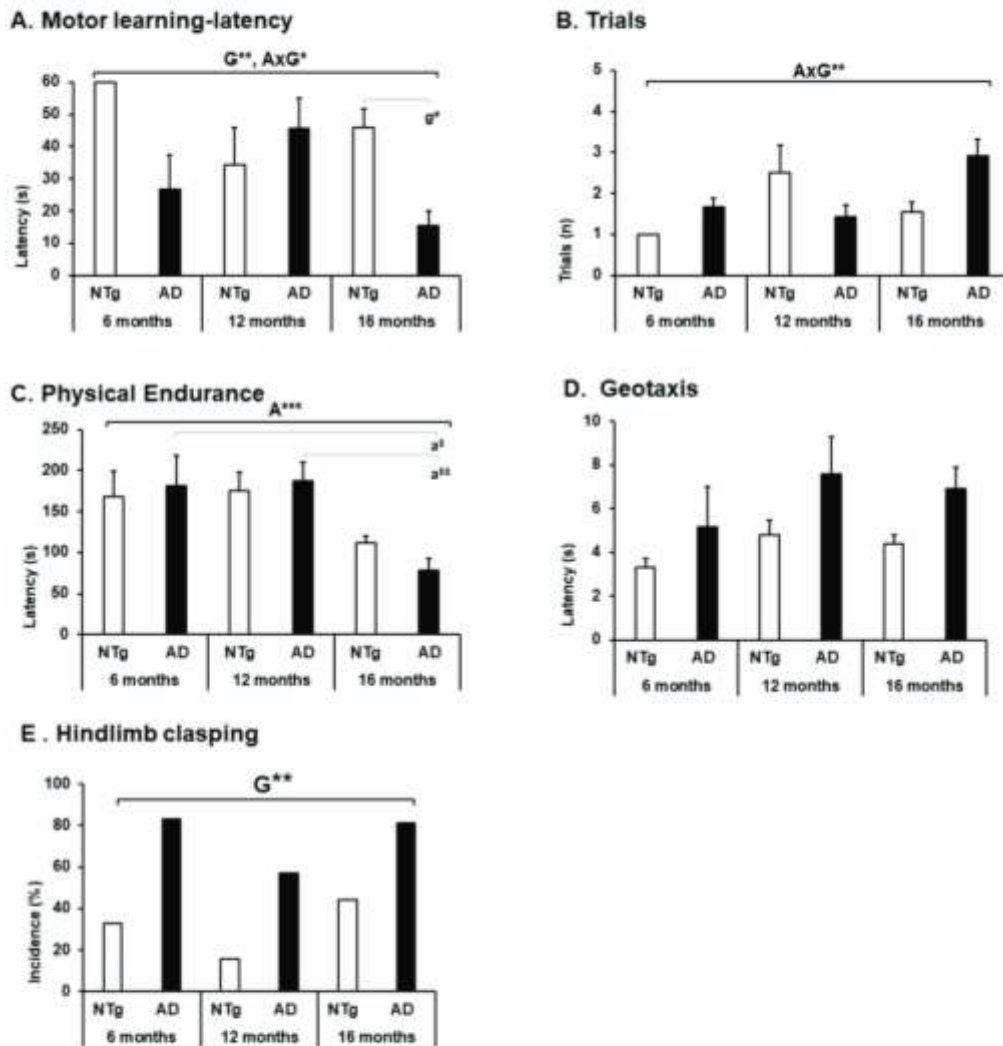 A. Motor learning-latency
G**, AxG*
g*
Latency (s)
60
50
40
30
20
10
0
NTg AD NTg AD NTg AD
6 months 12 months 16 months
B. Trials
AxG**
Trials (n)
5
4
3
2
1
0
NTg AD NTg AD NTg AD
6 months 12 months 16 months
C. Physical Endurance
A***
a$
a$$
Latency (s)
250
200
150
100
50
0
NTg AD NTg AD NTg AD
6 months 12 months 16 months
D. Geotaxis
Latency (s)
10
8
6
4
2
0
NTg AD NTg AD NTg AD
6 months 12 months 16 months
E . Hindlimb clasping
G**
Incidence (%)
100
80
60
40
20
0
NTg AD NTg AD NTg AD
6 months 12 months 16 months